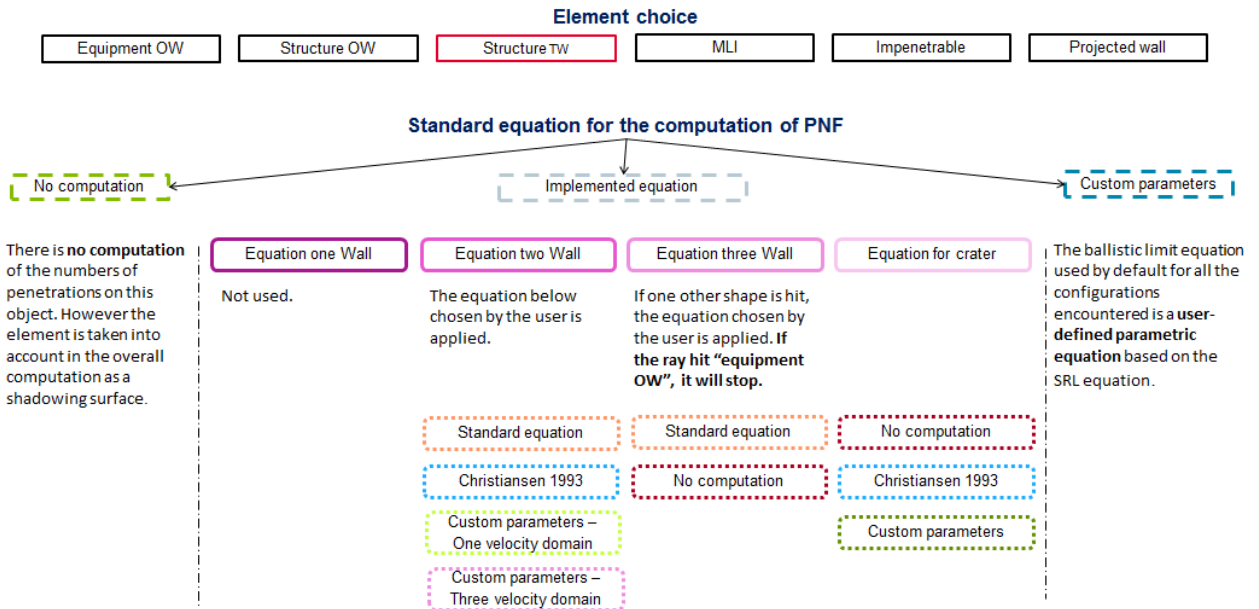 Element choice
Equipment OW
Structure OW
Structure TW
MLI
Impenetrable
Projected wall
Standard equation for the computation of PNF
No computation
Implemented equation
Custom parameters
There is no computation
of the numbers of
penetrations on this
object. However the
element is taken into
account in the overall
computation as a
shadowing surface.
Equation one Wall
Not used.
Equation two Wall
The equation below
chosen by the user is
applied.
Standard equation
Christiansen 1993
Custom parameters –
One velocity domain
Custom parameters –
Three velocity domain
Equation three Wall
If one other shape is hit,
the equation chosen by
the user is applied. If
the ray hit “equipment
OW”, it will stop.
Standard equation
No computation
Equation for crater
No computation
Christiansen 1993
Custom parameters
The ballistic limit equation
used by default for all the
configurations
encountered is a user-
defined parametric
equation based on the
SRL equation.